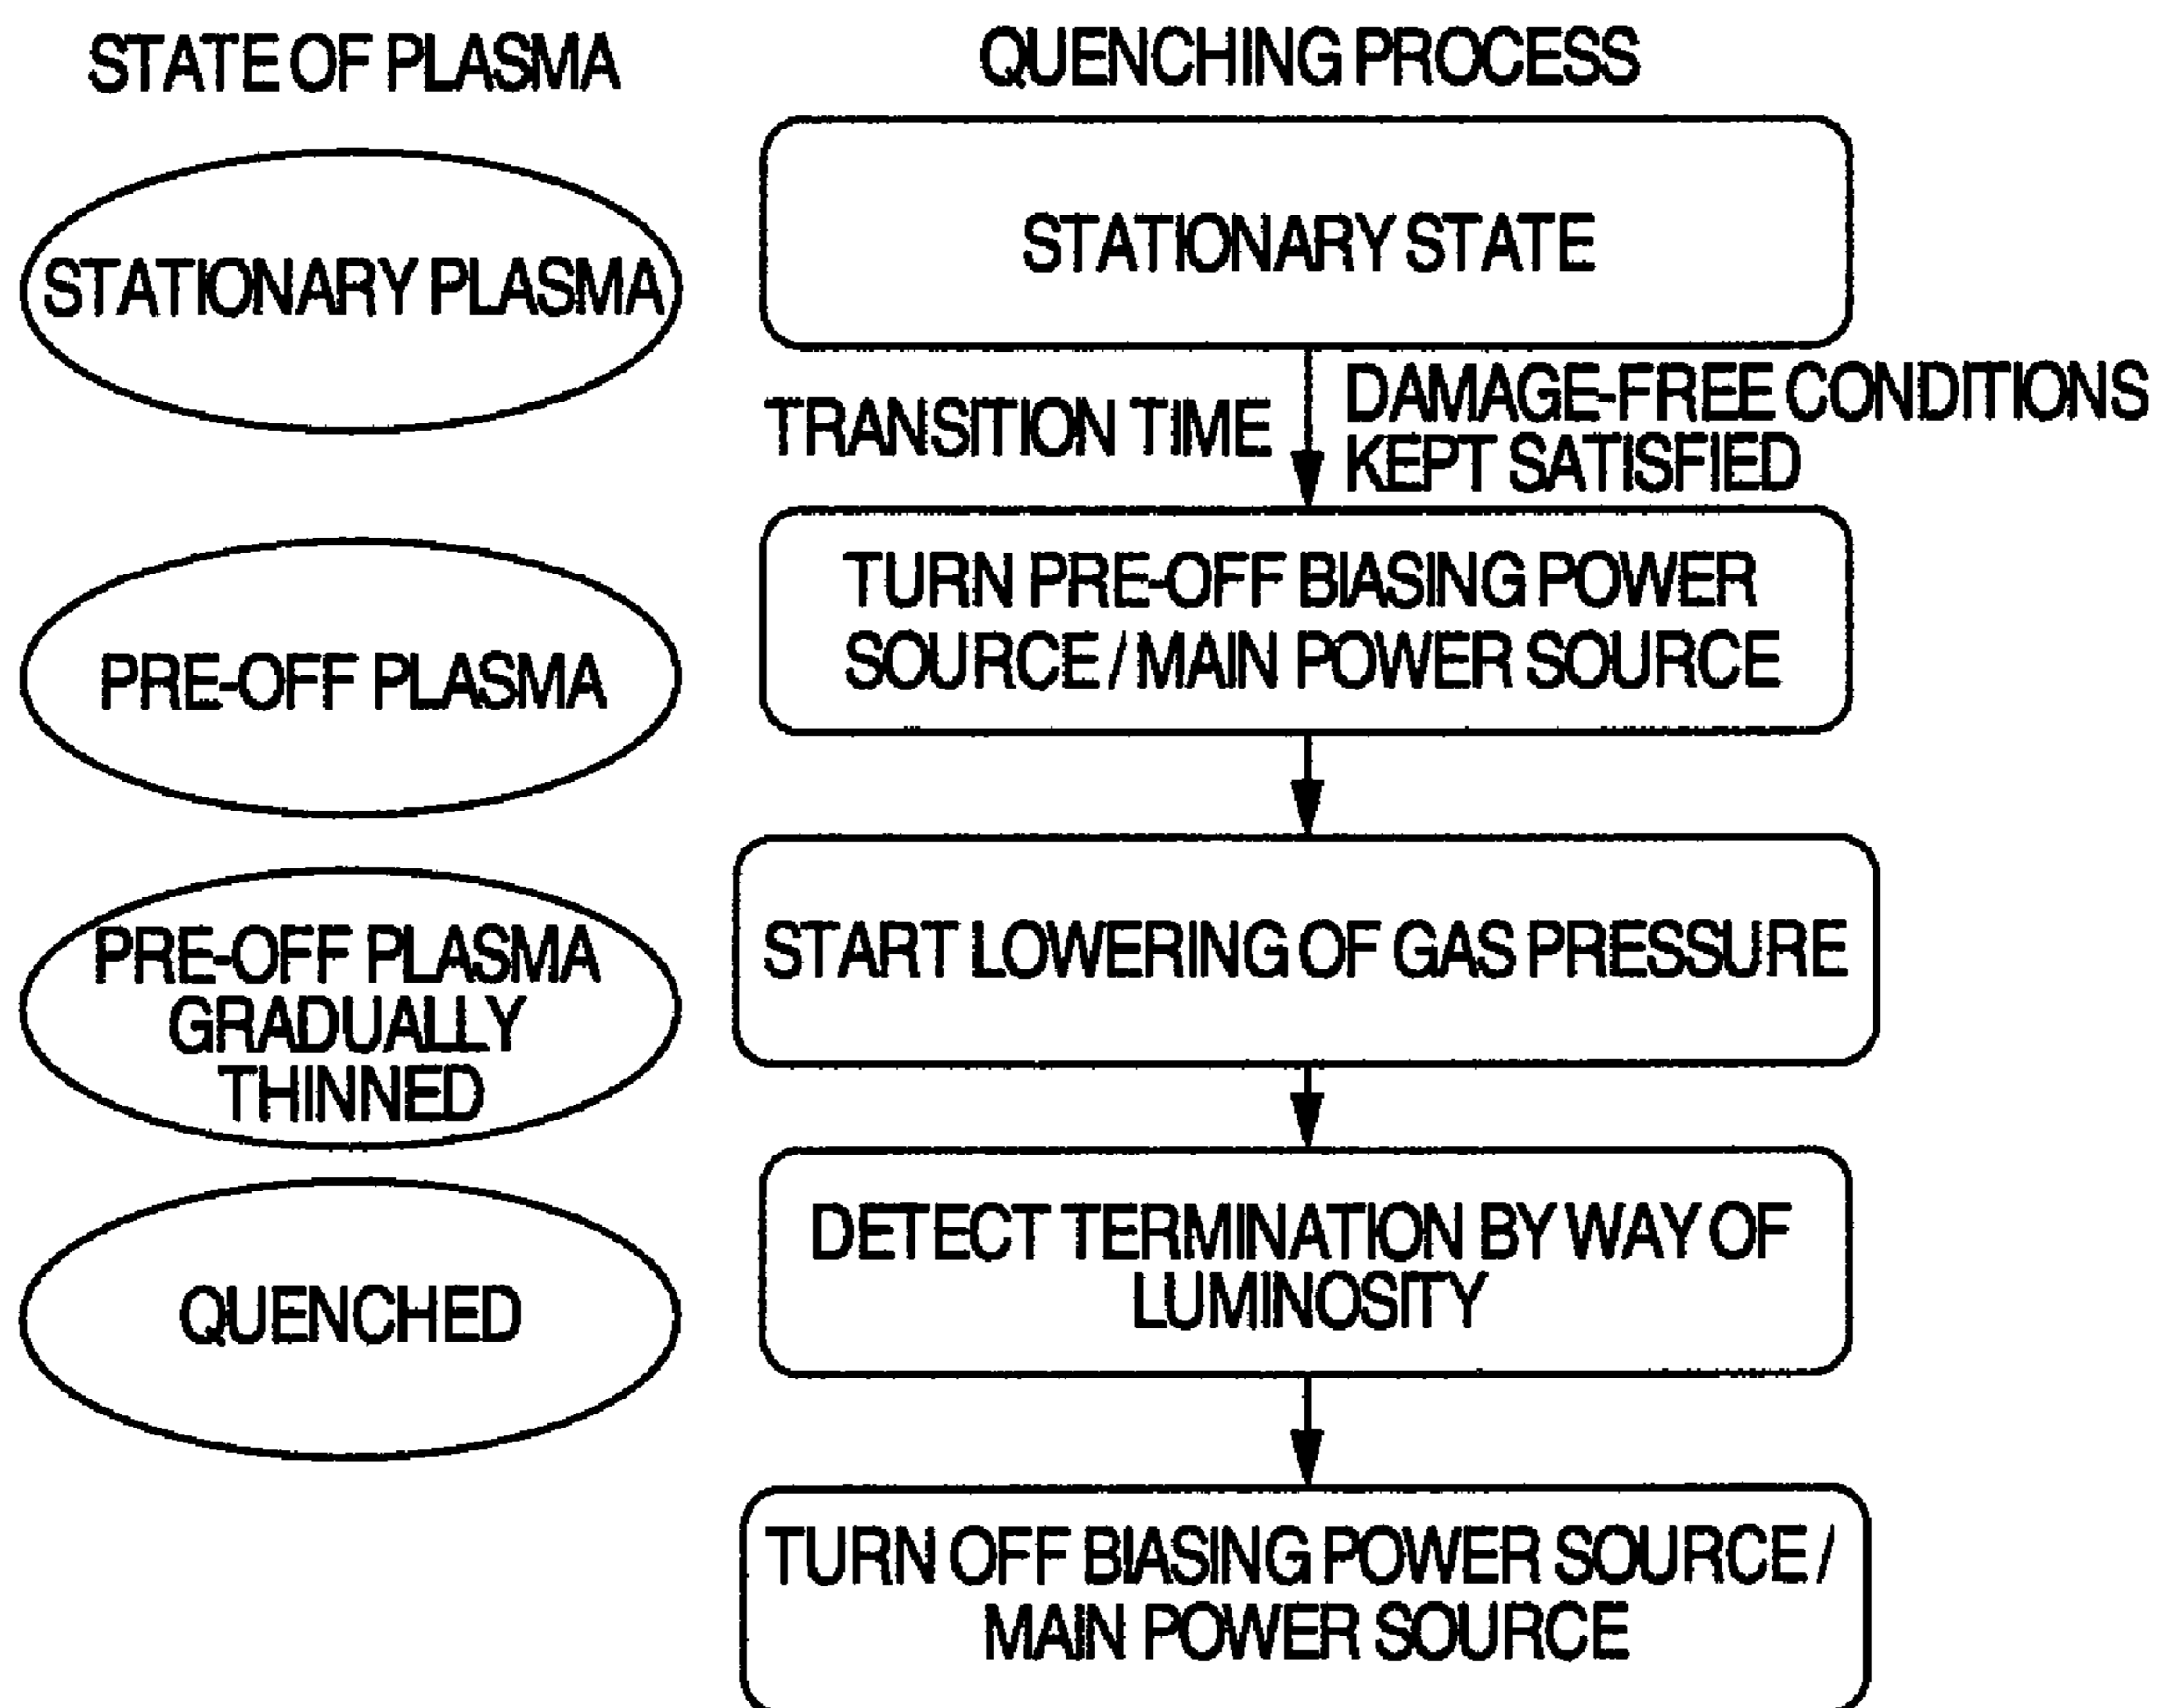 STATE OF PLASMA
QUENCHING PROCESS
STATIONARY PLASMA
STATIONARY STATE
TRANSITION TIME
DAMAGE-FREE CONDITIONS
KEPT SATISFIED
PRE-OFF PLASMA
TURN PRE-OFF BIASING POWER
SOURCE / MAIN POWER SOURCE
PRE-OFF PLASMA
GRADUALLY
THINNED
START LOWERING OF GAS PRESSURE
QUENCHED
DETECT TERMINATION BY WAY OF
LUMINOSITY
TURN OFF BIASING POWER SOURCE /
MAIN POWER SOURCE